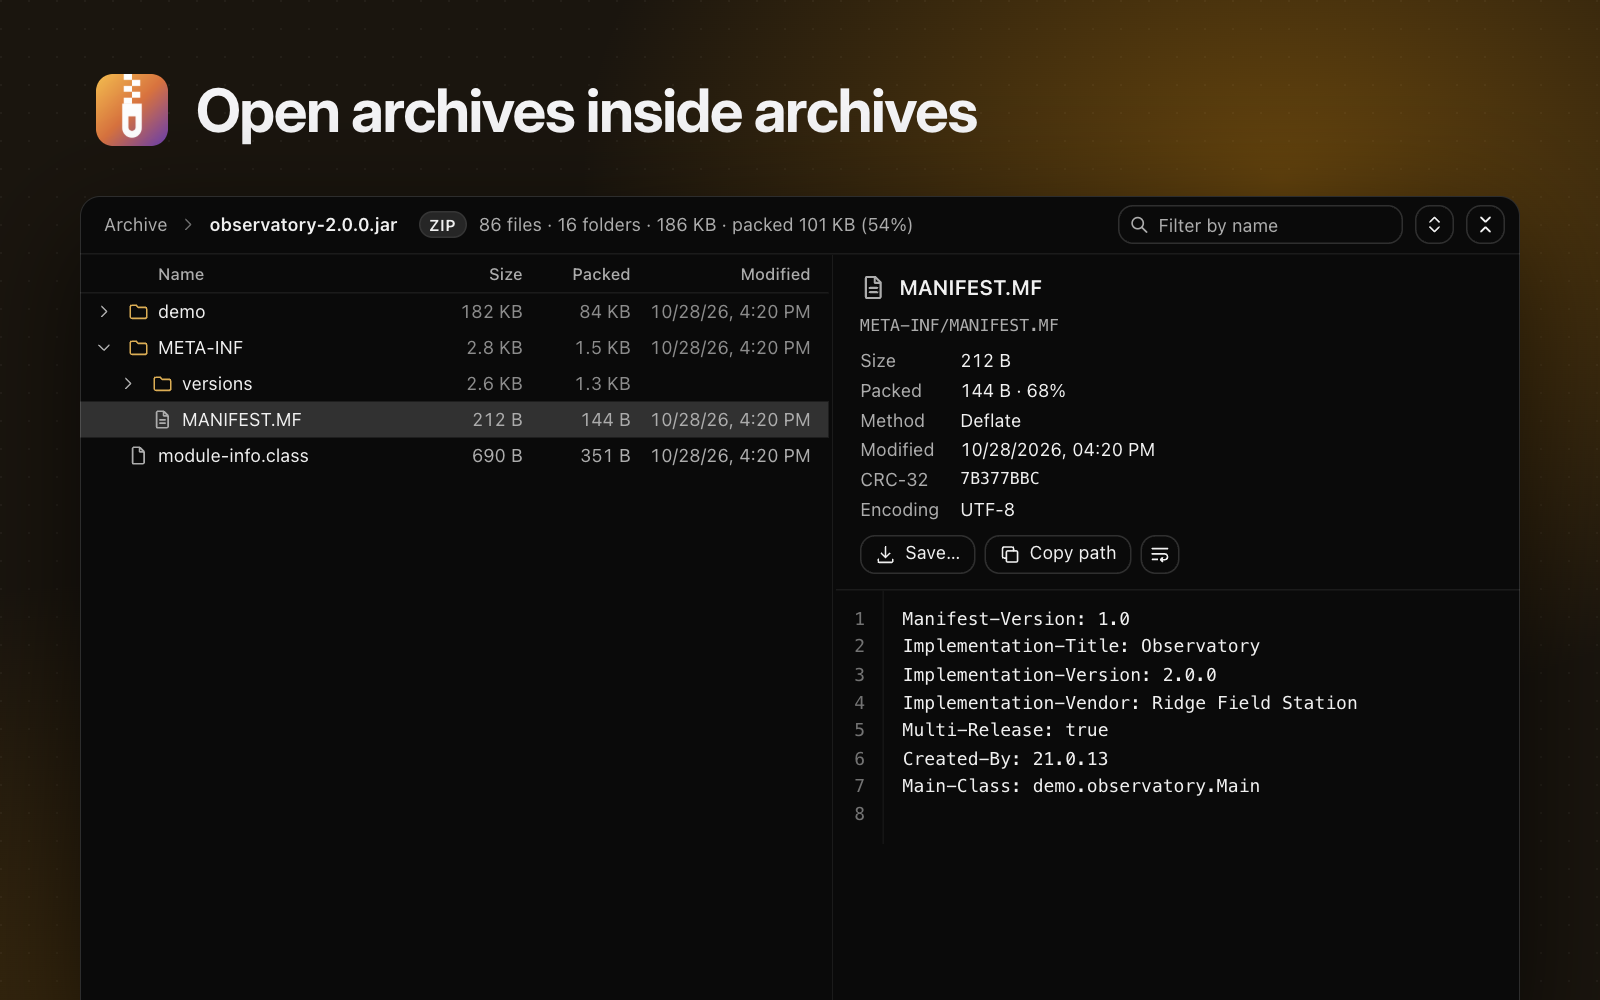 Open archives inside archives
Archive > observatory-2.0.0.jar ZIP 86 files · 16 folders · 186 KB · packed 101 KB (54%) Filter by name
Name Size Packed Modified
demo 182 KB 84 KB 10/28/26, 4:20 PM
META-INF 2.8 KB 1.5 KB 10/28/26, 4:20 PM
versions 2.6 KB 1.3 KB
MANIFEST.MF 212 B 144 B 10/28/26, 4:20 PM
module-info.class 690 B 351 B 10/28/26, 4:20 PM
MANIFEST.MF
META-INF/MANIFEST.MF
Size 212 B
Packed 144 B · 68%
Method Deflate
Modified 10/28/2026, 04:20 PM
CRC-32 7B377BBC
Encoding UTF-8
Save... Copy path
1 Manifest-Version: 1.0
2 Implementation-Title: Observatory
3 Implementation-Version: 2.0.0
4 Implementation-Vendor: Ridge Field Station
5 Multi-Release: true
6 Created-By: 21.0.13
7 Main-Class: demo.observatory.Main
8